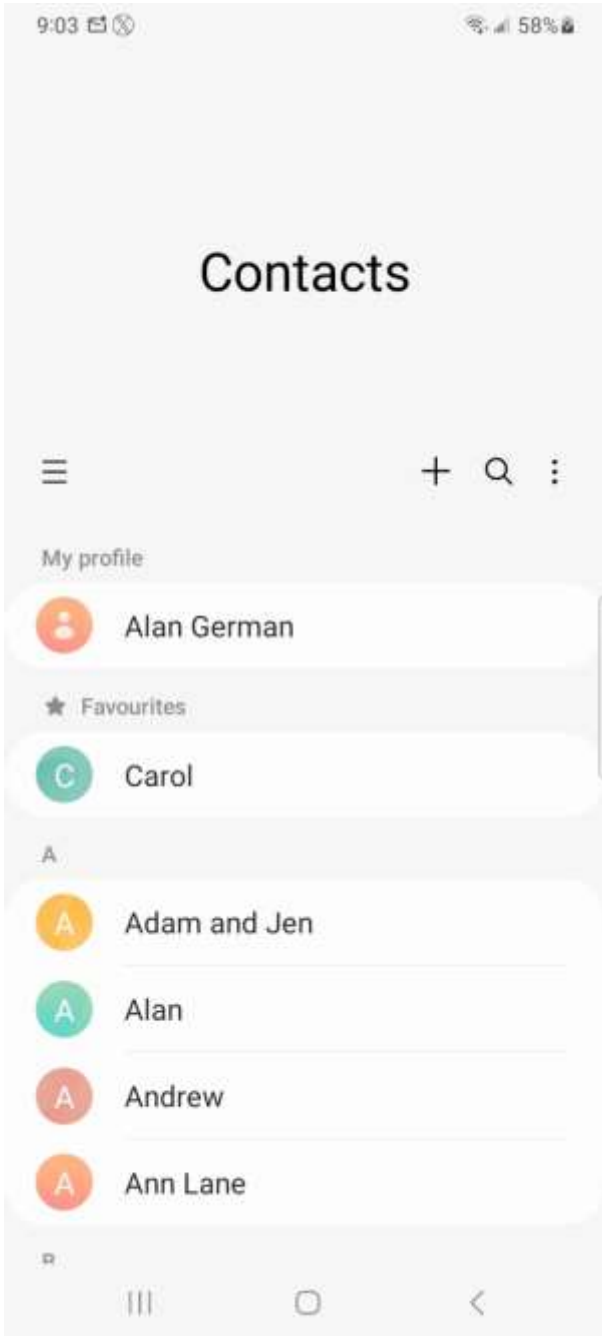 9:03 58%
Contacts
My profile
Alan German
Favourites
C Carol
A
A Adam and Jen
A Alan
A Andrew
A Ann Lane